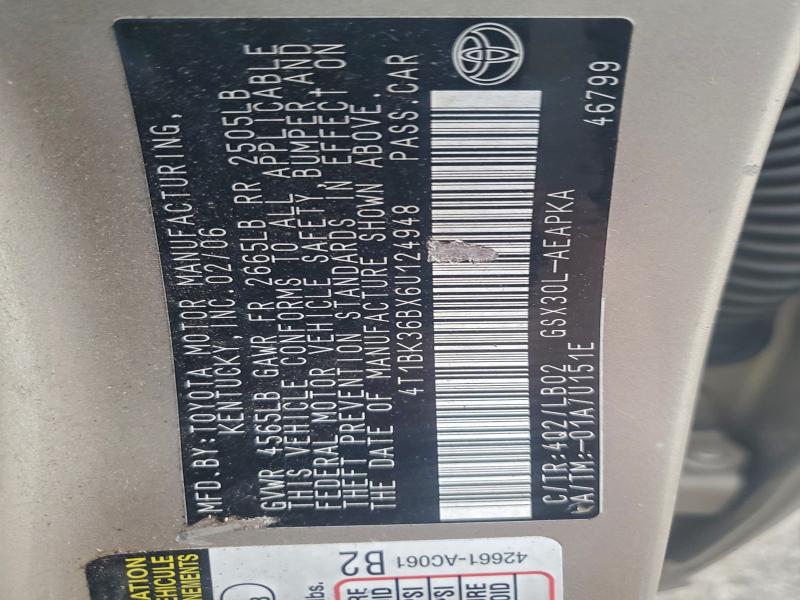 MFD.BY:TOYOTA MOTOR MANUFACTURING,
KENTUCKY, INC. 02/06
GVWR 4565LB GAWR FR 2665LB RR 2505LB
THIS VEHICLE CONFORMS TO ALL APPLICABLE
FEDERAL MOTOR VEHICLE SAFETY BUMPER, AND
THEFT PREVENTION STANDARDS IN EFFECT ON
THE DATE OF MANUFACTURE SHOWN ABOVE.
4T1BK36BX6U124948 PASS.CAR
C/TR:4Q2/LB02 GSX30L-AEAPKA
A/TM:-01A/U151E
46799
42661-AC061
B2